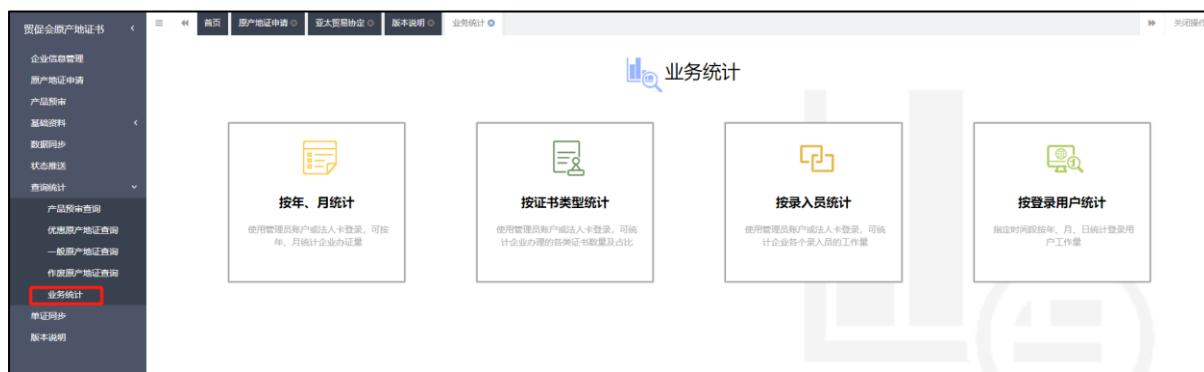 贸促会原产地证书
首页
原产地证申请
亚太贸易协定
版本说明
业务统计
关闭操作
企业信息管理
原产地证申请
产品预审
基础资料
数据同步
状态推送
查询统计
产品预审查询
优惠原产地证查询
一般原产地证查询
作废原产地证查询
业务统计
单证同步
版本说明
业务统计
按年、月统计
使用管理员账户或法人卡登录，可按
年、月统计企业办证量
按证书类型统计
使用管理员账户或法人卡登录，可统
计企业办理的各类证书数量及占比
按录入员统计
使用管理员账户或法人卡登录，可统
计企业各个录入员的工作量
按登录用户统计
指定时间段按年、月、日统计登录用
户工作量